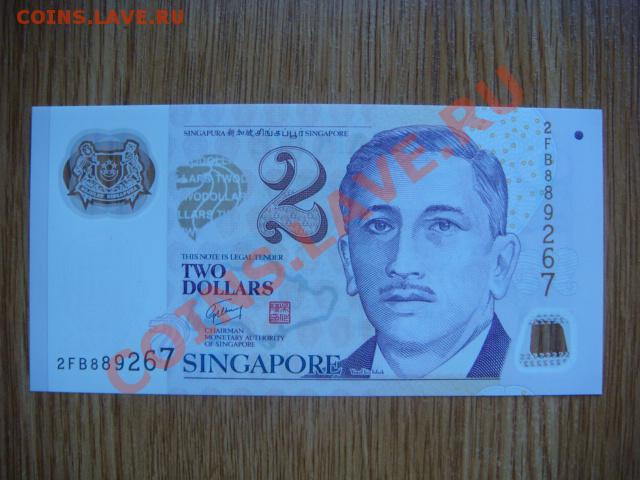 COINS.LAVE.RU
SINGAPURA 新加坡 சிங்கப்பூர் SINGAPORE
2
2FB889267
THIS NOTE IS LEGAL TENDER
TWO
DOLLARS
CHAIRMAN
MONETARY AUTHORITY
OF SINGAPORE
2FB889267
SINGAPORE
COINS.LAVE.RU